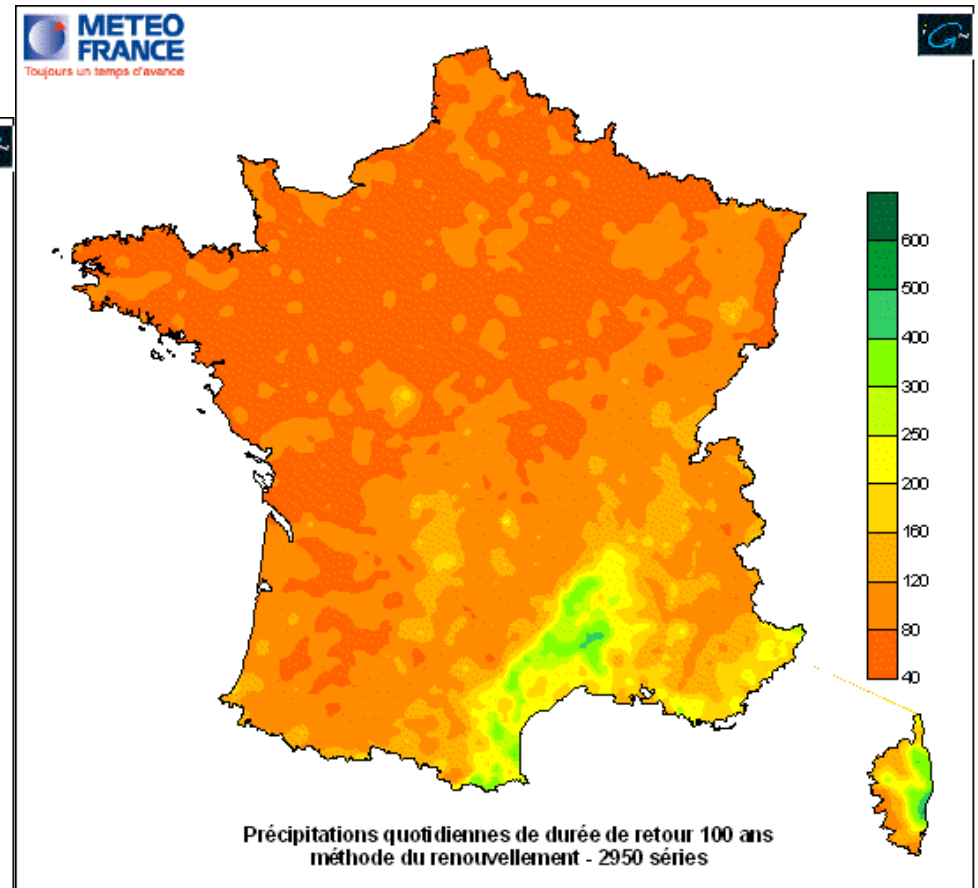 METEO
FRANCE
Toujours un temps d'avance
600
500
400
300
250
200
160
120
80
40
Précipitations quotidiennes de durée de retour 100 ans
méthode du renouvellement - 2950 séries